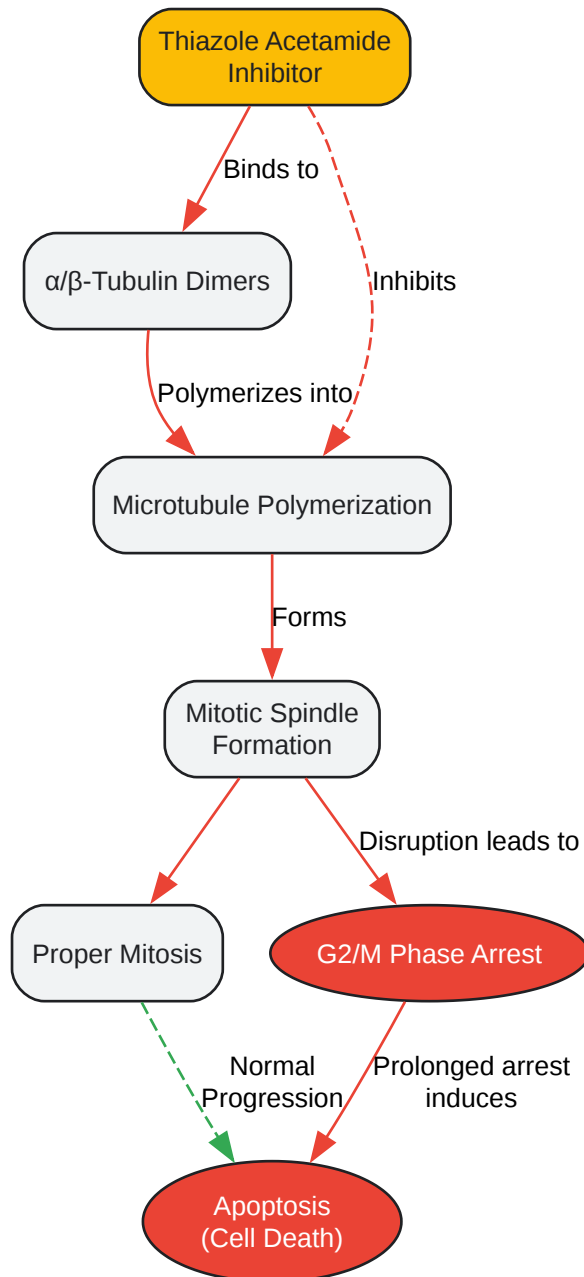 Thiazole Acetamide
Inhibitor
Binds to
α/β-Tubulin Dimers
Inhibits
Polymerizes into
Microtubule Polymerization
Forms
Mitotic Spindle
Formation
Disruption leads to
Proper Mitosis
G2/M Phase Arrest
Normal
Progression
Prolonged arrest
induces
Apoptosis
(Cell Death)